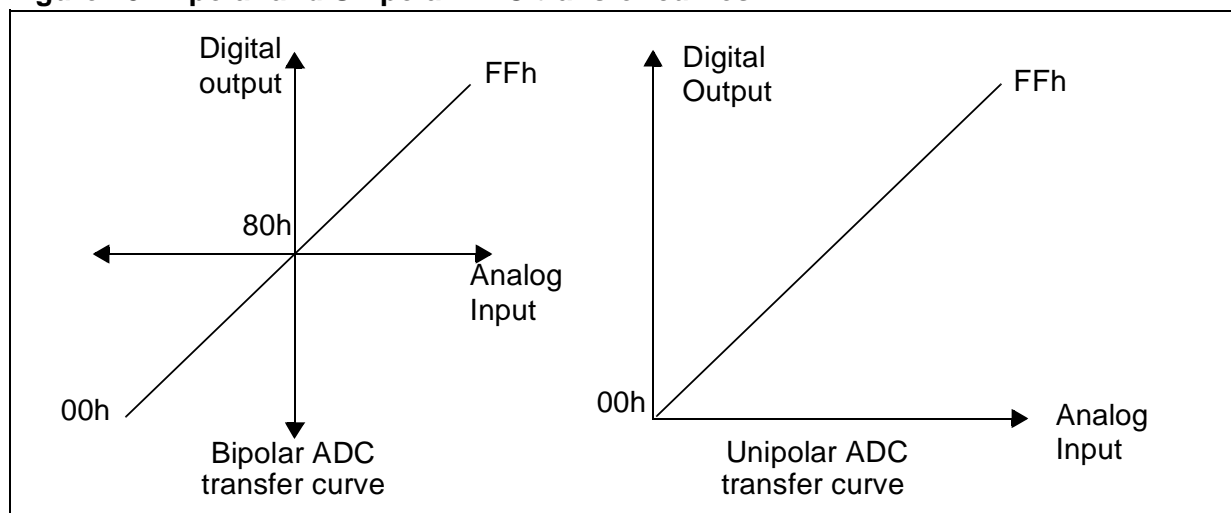 Digital
output
FFh
80h
Analog
Input
00h
Bipolar ADC
transfer curve
Digital
Output
FFh
00h
Analog
Input
Unipolar ADC
transfer curve